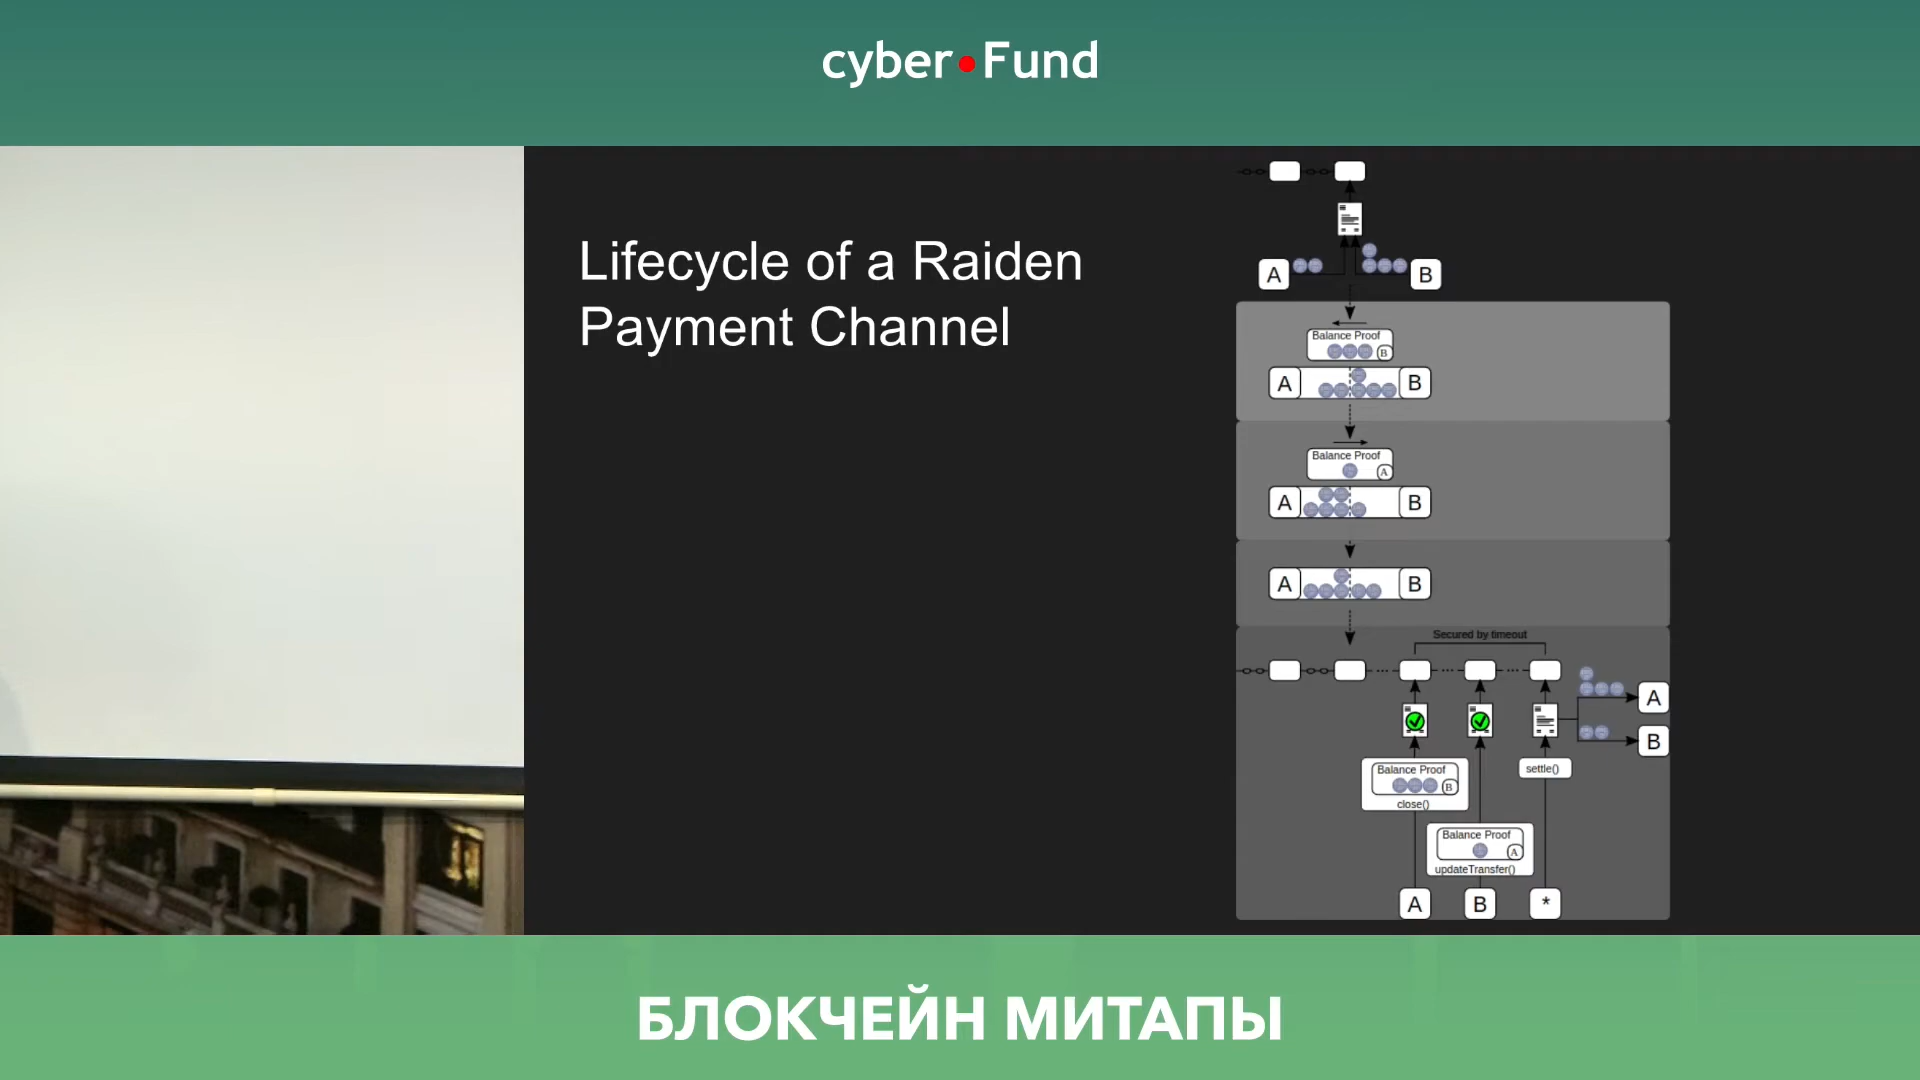 cyber•Fund
Lifecycle of a Raiden
Payment Channel
A
B
Balance Proof
B
A
B
Balance Proof
A
A
B
A
B
Secured by timeout
A
B
Balance Proof
B
close()
settle()
Balance Proof
A
updateTransfer()
A
B
*
БЛОКЧЕЙН МИТАПЫ